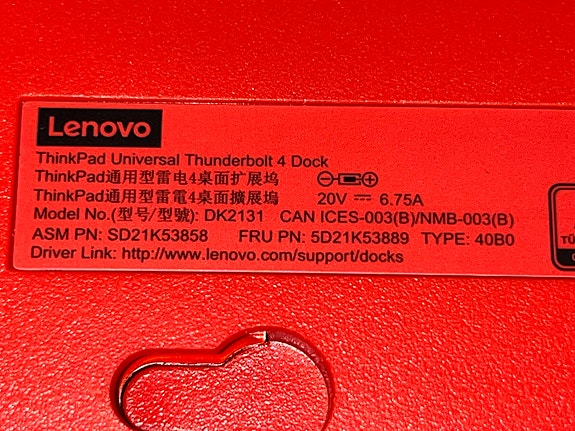 Lenovo
ThinkPad Universal Thunderbolt 4 Dock
ThinkPad通用型雷电4桌面扩展坞
ThinkPad通用型雷電4桌面擴展塢 20V ⎓ 6.75A
Model No.(型号/型號): DK2131 CAN ICES-003(B)/NMB-003(B)
ASM PN: SD21K53858 FRU PN: 5D21K53889 TYPE: 40B0
Driver Link: http://www.lenovo.com/support/docks